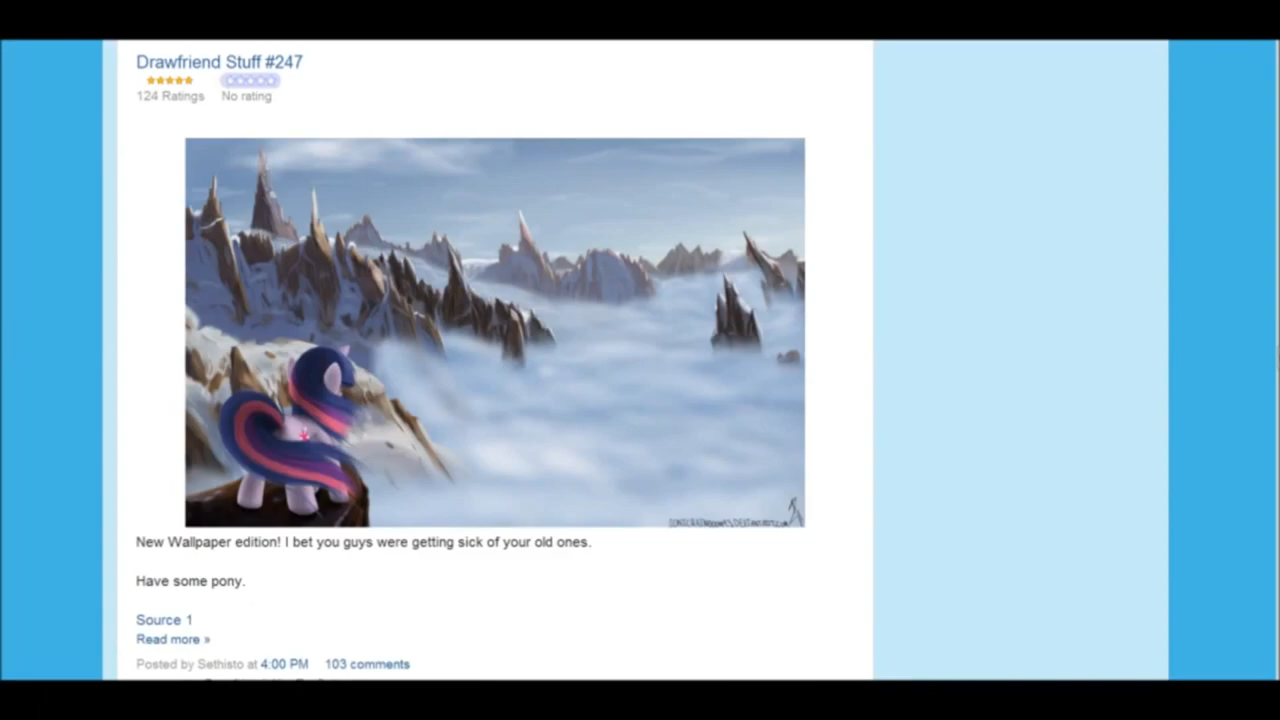 Drawfriend Stuff #247
124 Ratings No rating
New Wallpaper edition! I bet you guys were getting sick of your old ones.
Have some pony.
Source 1
Read more »
Posted by Sethisto at 4:00 PM 103 comments